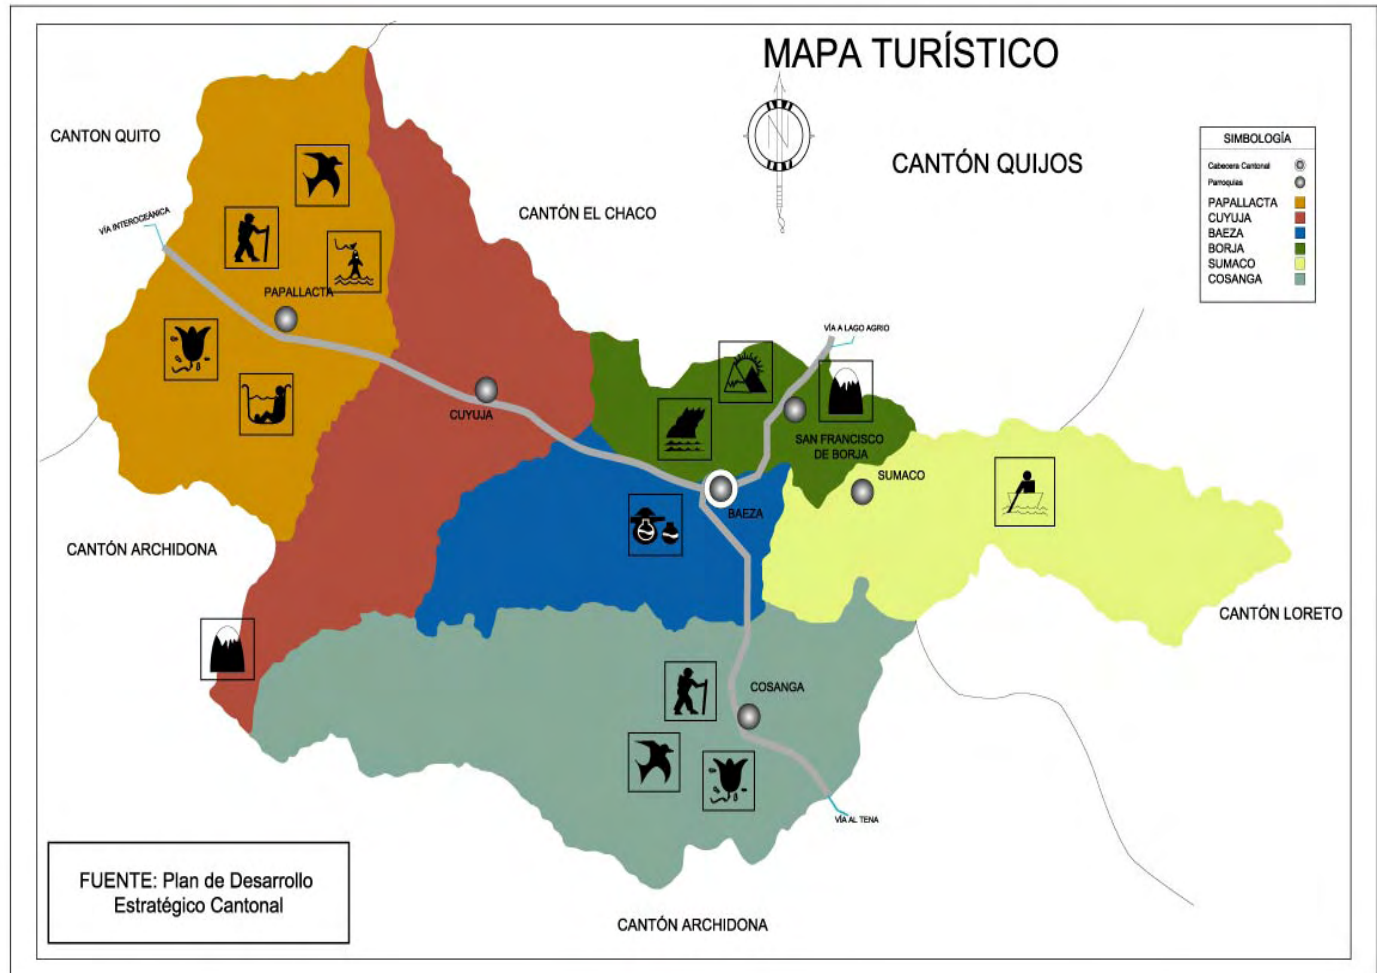 MAPA TURÍSTICO
CANTON QUITO
CANTÓN QUIJOS
SIMBOLOGÍA
Cabecera Cantonal
Parroquias
PAPALLACTA
CUYUJA
BAEZA
BORJA
SUMACO
COSANGA
CANTÓN EL CHACO
VÍA INTEROCEÁNICA
PAPALLACTA
VÍA A LAGO AGRIO
CUYUJA
SAN FRANCISCO
DE BORJA
SUMACO
BAEZA
CANTÓN ARCHIDONA
CANTÓN LORETO
COSANGA
VÍA AL TENA
FUENTE: Plan de Desarrollo
Estratégico Cantonal
CANTÓN ARCHIDONA